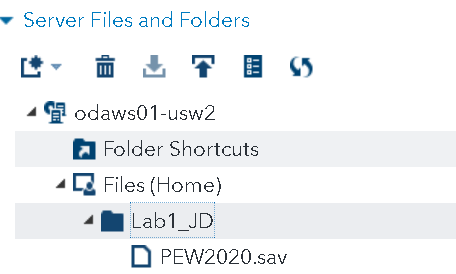 Server Files and Folders
odaws01-usw2
Folder Shortcuts
Files (Home)
Lab1_JD
PEW2020.sav